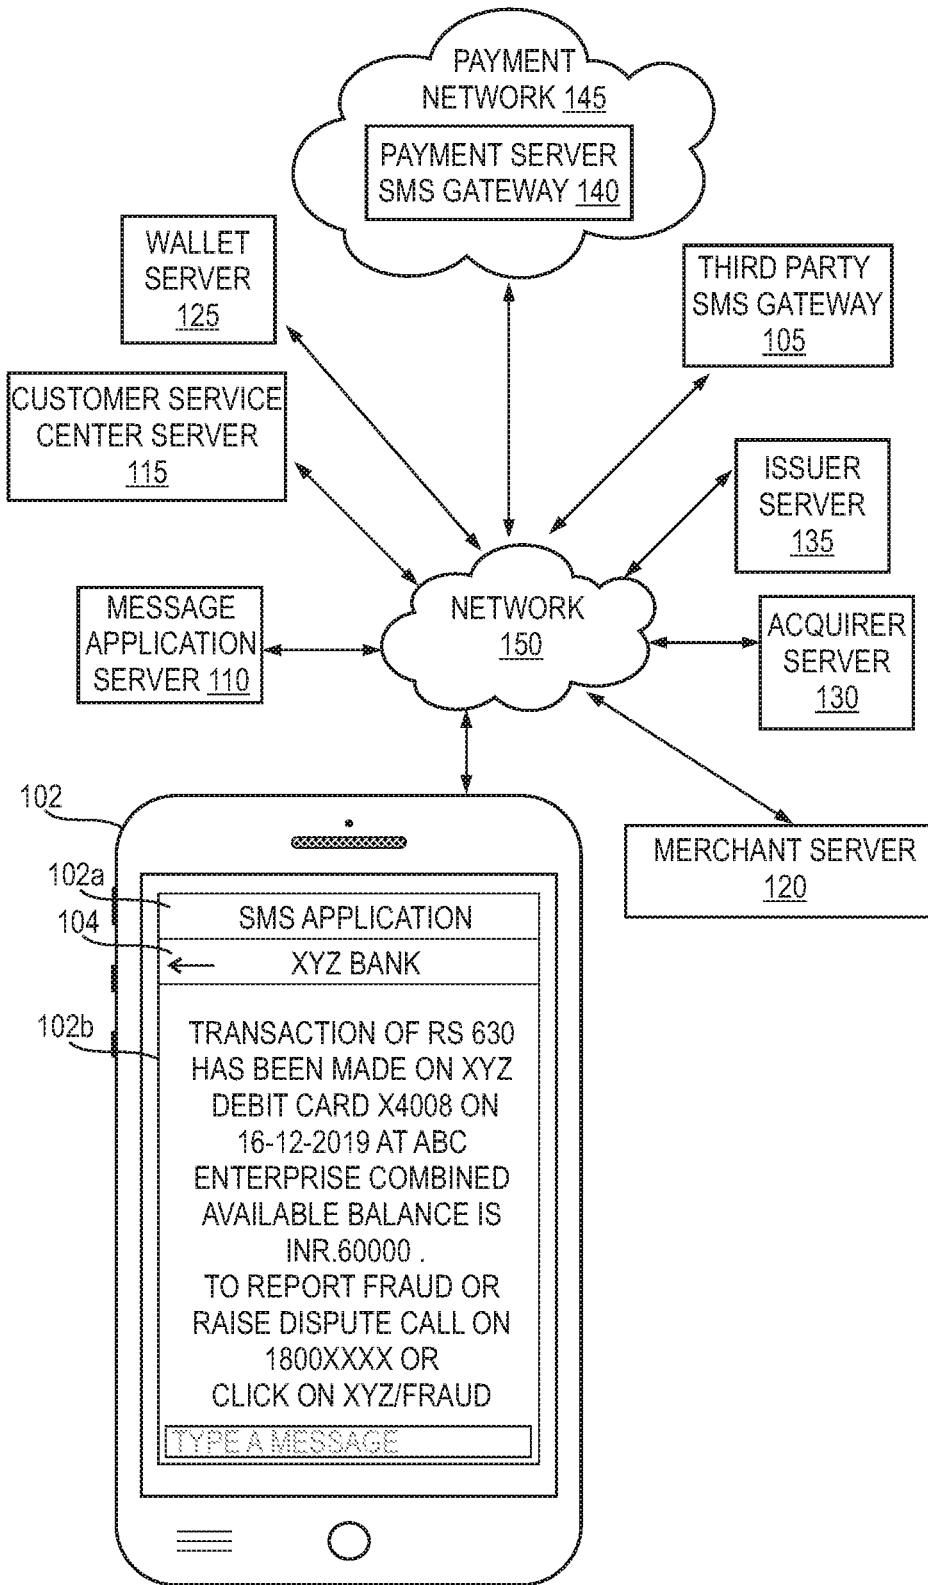 PAYMENT
NETWORK 145
PAYMENT SERVER
SMS GATEWAY 140
WALLET
SERVER
125
THIRD PARTY
SMS GATEWAY
105
CUSTOMER SERVICE
CENTER SERVER
115
ISSUER
SERVER
135
MESSAGE
APPLICATION
SERVER 110
NETWORK
150
ACQUIRER
SERVER
130
MERCHANT SERVER
120
102
102a
104
102b
SMS APPLICATION
XYZ BANK
TRANSACTION OF RS 630
HAS BEEN MADE ON XYZ
DEBIT CARD X4008 ON
16-12-2019 AT ABC
ENTERPRISE COMBINED
AVAILABLE BALANCE IS
INR.60000 .
TO REPORT FRAUD OR
RAISE DISPUTE CALL ON
1800XXXX OR
CLICK ON XYZ/FRAUD
TYPE A MESSAGE